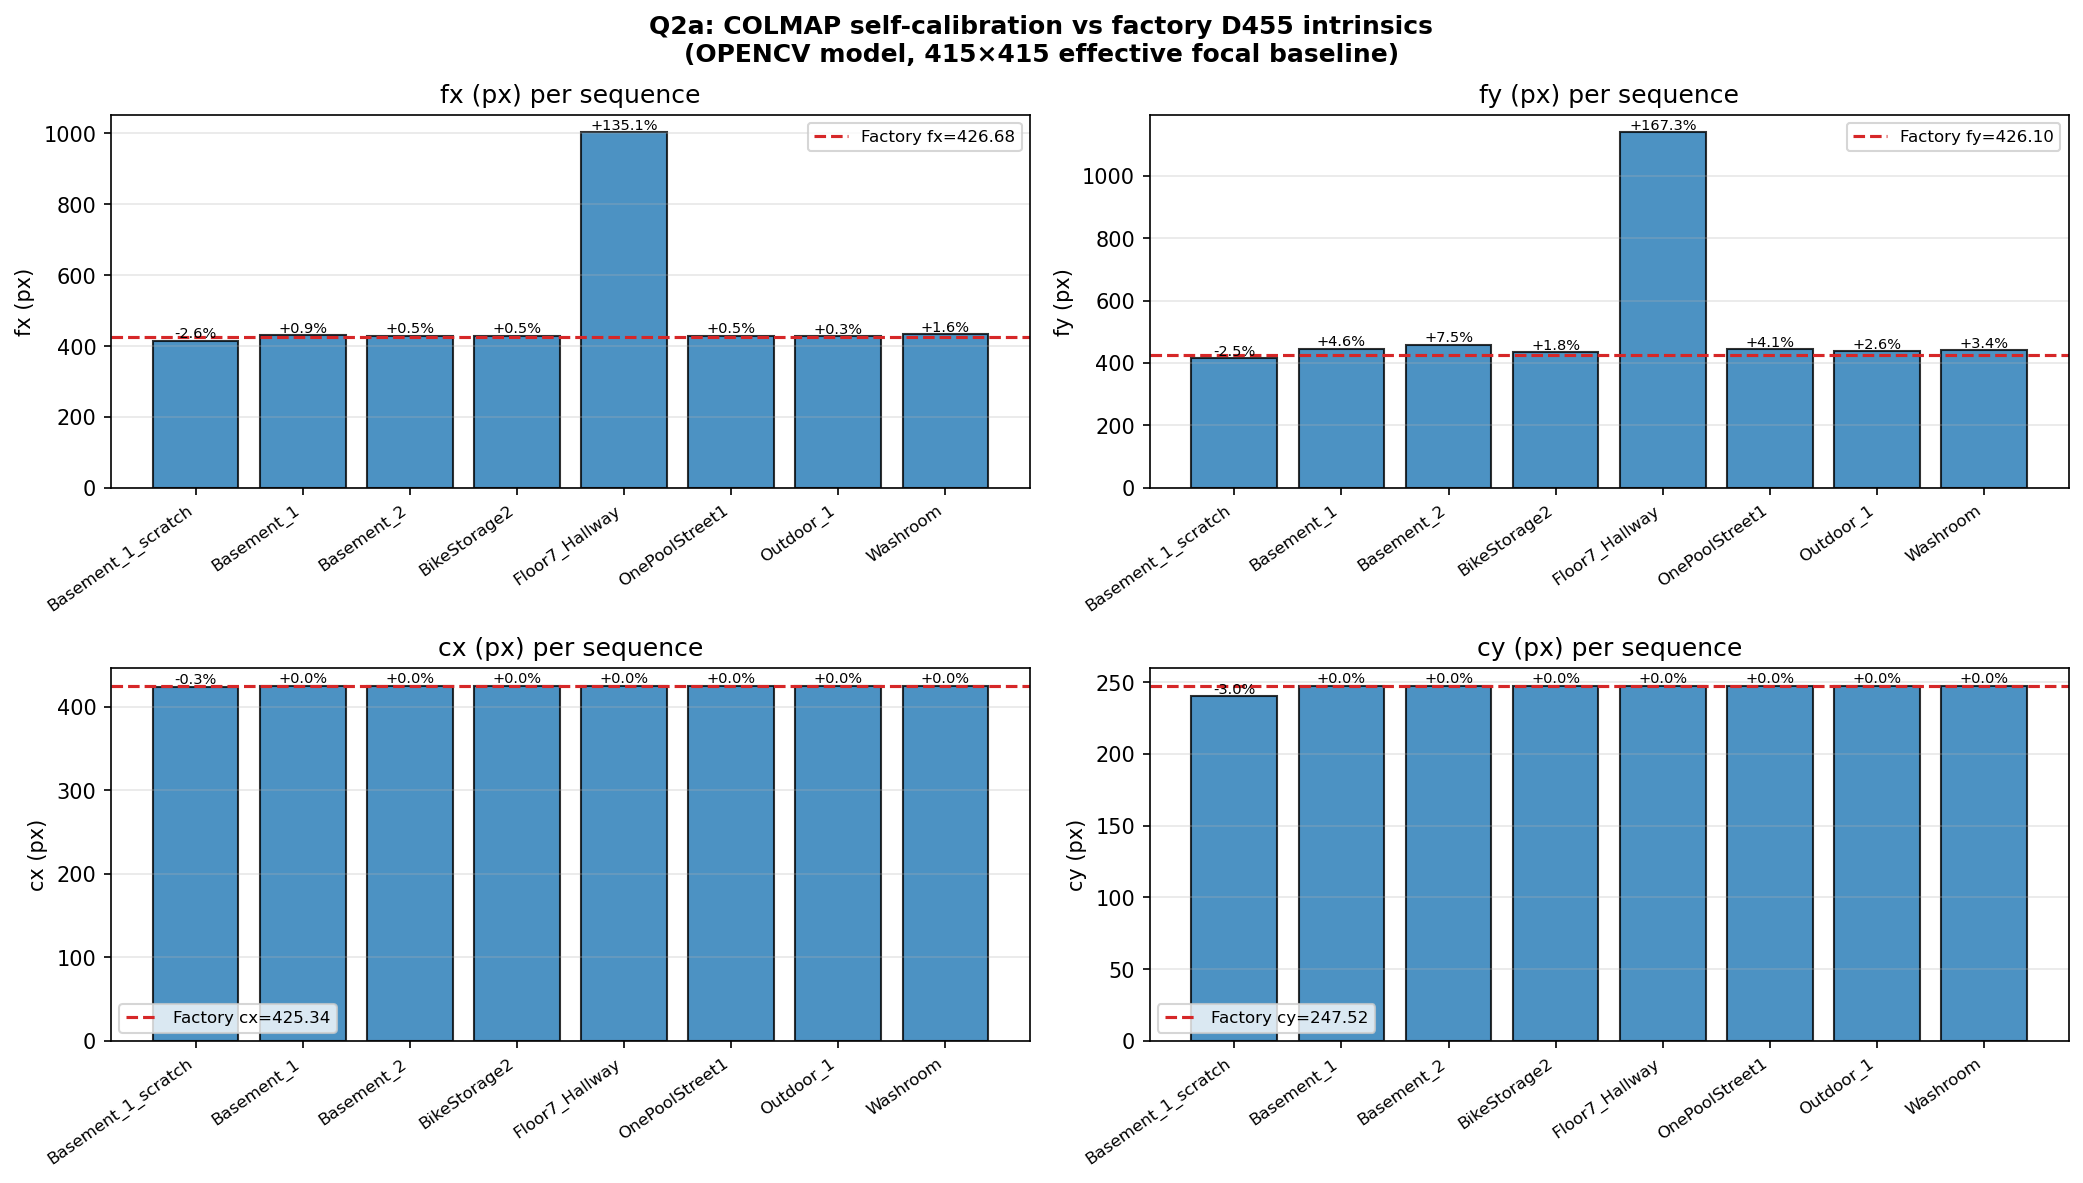 Q2a: COLMAP self-calibration vs factory D455 intrinsics
(OPENCV model, 415×415 effective focal baseline)
fx (px) per sequence
fx (px)
1000
800
600
400
200
0
-2.6%
+0.9%
+0.5%
+0.5%
+135.1%
+0.5%
+0.3%
+1.6%
Factory fx=426.68
Basement_1_scratch
Basement_1
Basement_2
BikeStorage2
Floor7_Hallway
OnePoolStreet1
Outdoor_1
Washroom
fy (px) per sequence
fy (px)
1000
800
600
400
200
0
-2.5%
+4.6%
+7.5%
+1.8%
+167.3%
+4.1%
+2.6%
+3.4%
Factory fy=426.10
Basement_1_scratch
Basement_1
Basement_2
BikeStorage2
Floor7_Hallway
OnePoolStreet1
Outdoor_1
Washroom
cx (px) per sequence
cx (px)
400
300
200
100
0
-0.3%
+0.0%
+0.0%
+0.0%
+0.0%
+0.0%
+0.0%
+0.0%
Factory cx=425.34
Basement_1_scratch
Basement_1
Basement_2
BikeStorage2
Floor7_Hallway
OnePoolStreet1
Outdoor_1
Washroom
cy (px) per sequence
cy (px)
250
200
150
100
50
0
-3.0%
+0.0%
+0.0%
+0.0%
+0.0%
+0.0%
+0.0%
+0.0%
Factory cy=247.52
Basement_1_scratch
Basement_1
Basement_2
BikeStorage2
Floor7_Hallway
OnePoolStreet1
Outdoor_1
Washroom